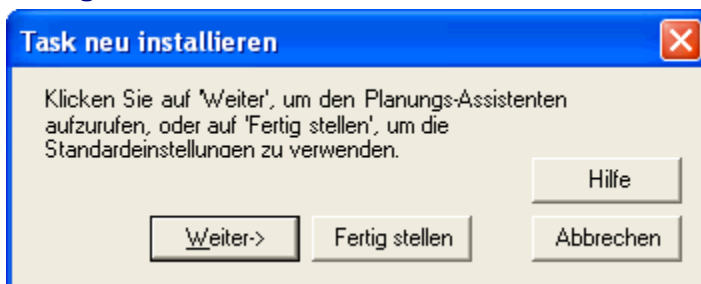 Task neu installieren
Klicken Sie auf 'Weiter', um den Planungs-Assistenten
aufzurufen, oder auf 'Fertig stellen', um die
Standardeinstellungen zu verwenden.
Hilfe
Weiter->
Fertig stellen
Abbrechen